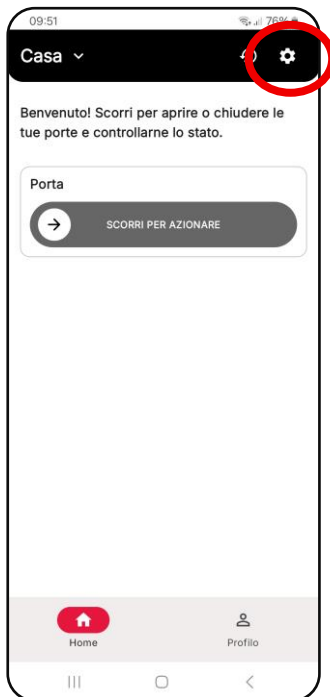 09:51 76%
Casa
Benvenuto! Scorri per aprire o chiudere le
tue porte e controllarne lo stato.
Porta
SCORRI PER AZIONARE
Home Profilo